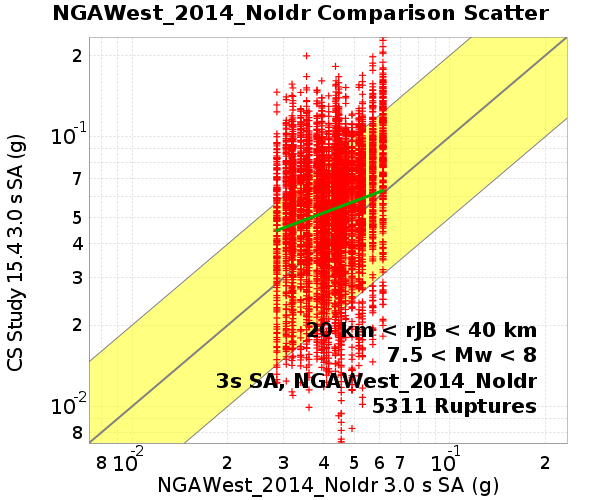 NGAWest_2014_NoIdr Comparison Scatter
CS Study 15.4 3.0 s SA (g)
2
10-1
7
5
4
3
2
10-2
8
20 km < rJB < 40 km
7.5 < Mw < 8
3s SA, NGAWest_2014_NoIdr
5311 Ruptures
8 10-2 2 3 4 5 6 7 10-1 2
NGAWest_2014_NoIdr 3.0 s SA (g)